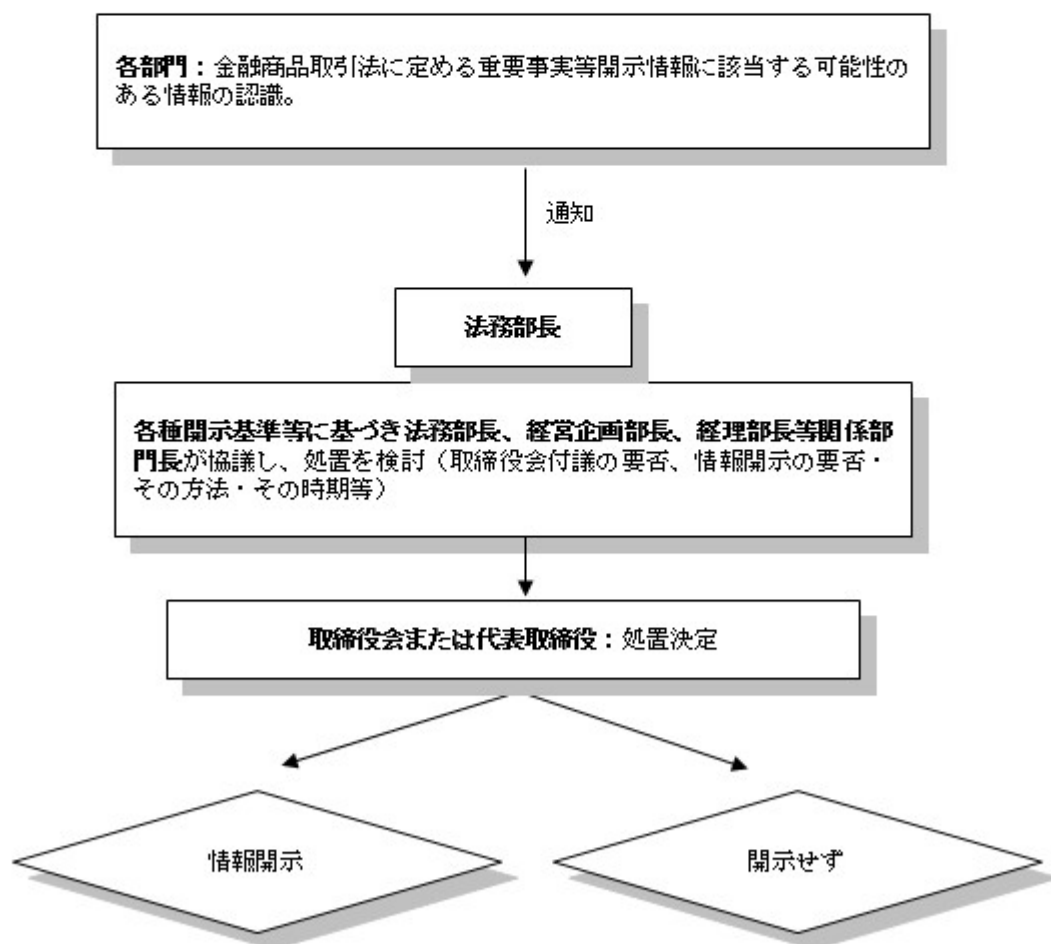 各部門：金融商品取引法に定める重要事実等開示情報に該当する可能性の
ある情報の認識。
通知
法務部長
各種開示基準等に基づき法務部長、経営企画部長、経理部長等関係部
門長が協議し、処置を検討（取締役会付議の要否、情報開示の要否・
その方法・その時期等）
取締役会または代表取締役：処置決定
情報開示
開示せず